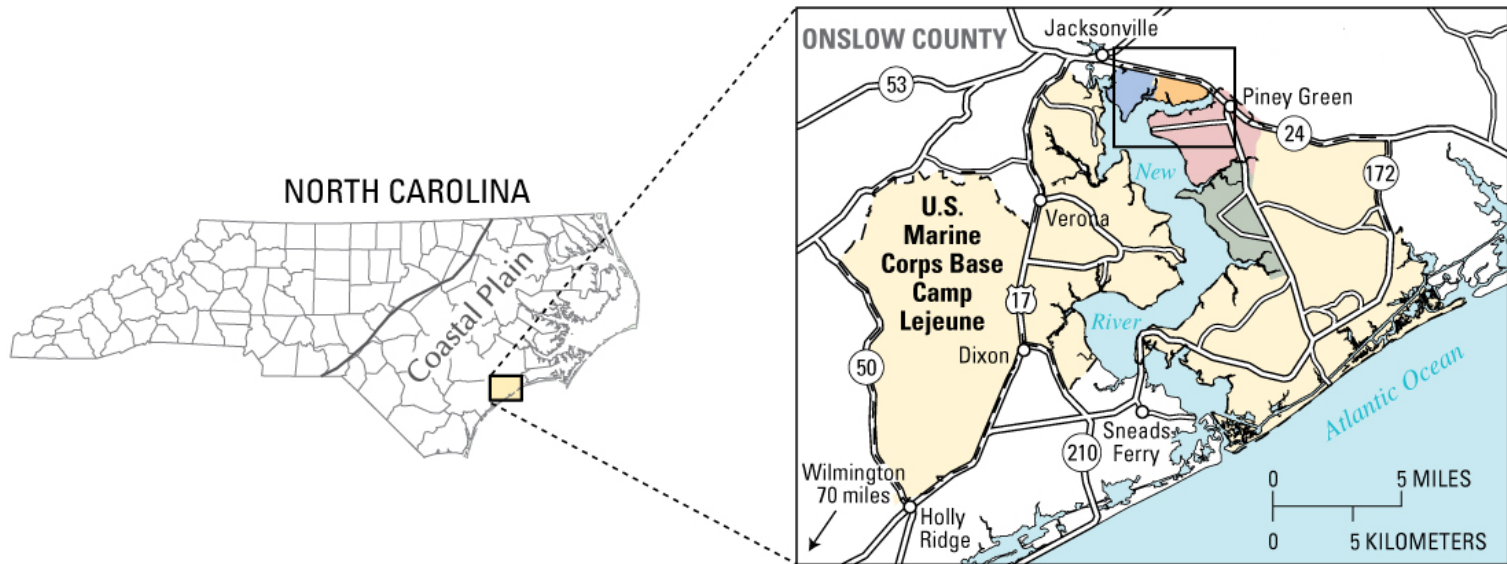 NORTH CAROLINA
Coastal Plain
ONSLOW COUNTY
Jacksonville
53
Piney Green
24
172
New
U.S.
Marine
Corps Base
Camp
Lejeune
Verona
17
River
Dixon
50
Atlantic Ocean
Sneads
Ferry
210
Wilmington
70 miles
Holly
Ridge
0 5 MILES
0 5 KILOMETERS